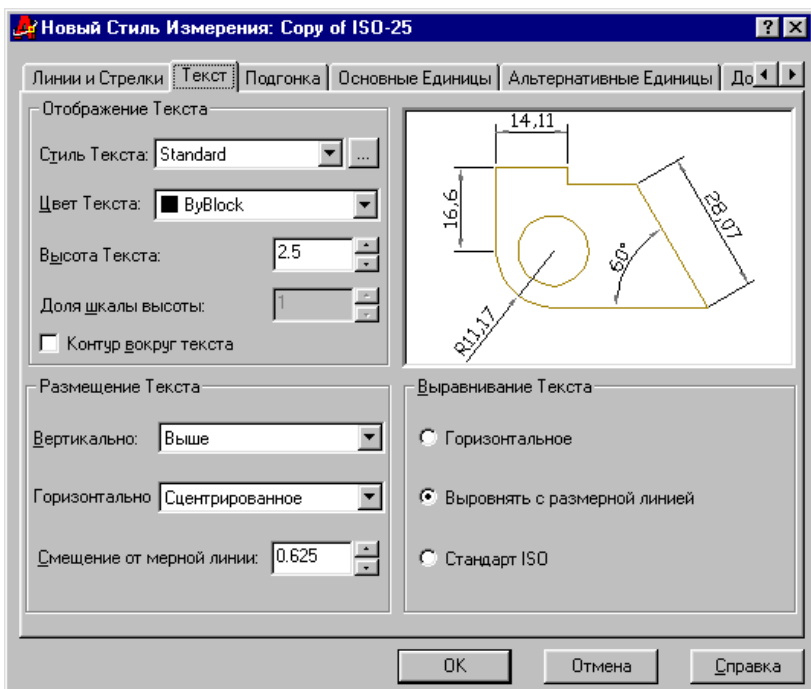 Новый Стиль Измерения: Copy of ISO-25
Линии и Стрелки Текст Подгонка Основные Единицы Альтернативные Единицы До
Отображение Текста
Стиль Текста: Standard ...
Цвет Текста: ByBlock
Высота Текста: 2.5
Доля шкалы высоты: 1
Контур вокруг текста
14,11
16,6
28,07
60°
R11,17
Размещение Текста
Вертикально: Выше
Горизонтально Сцентрированное
Смещение от мерной линии: 0.625
Выравнивание Текста
Горизонтальное
Выровнять с размерной линией
Стандарт ISO
OK Отмена Справка